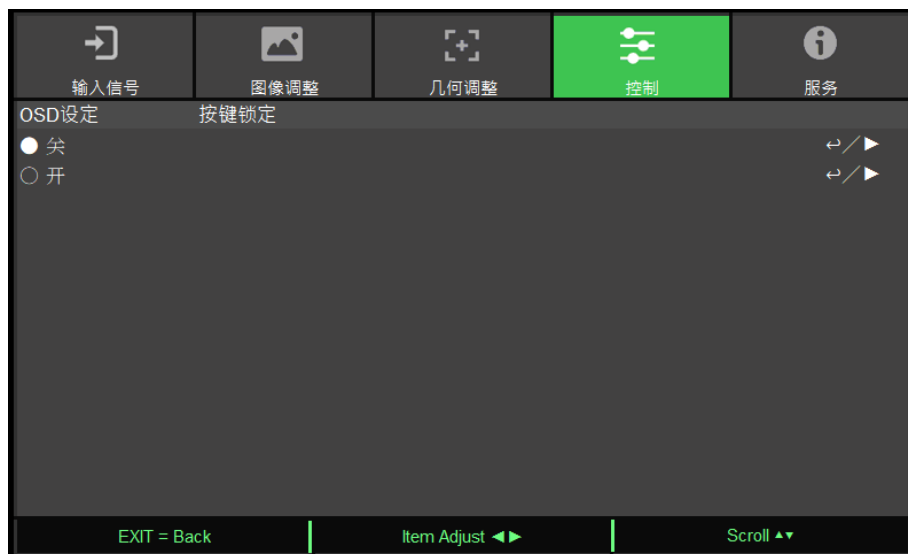 输入信号 图像调整 几何调整 控制 服务
OSD设定 按键锁定
关
开
EXIT = Back Item Adjust ◄► Scroll ▲▼